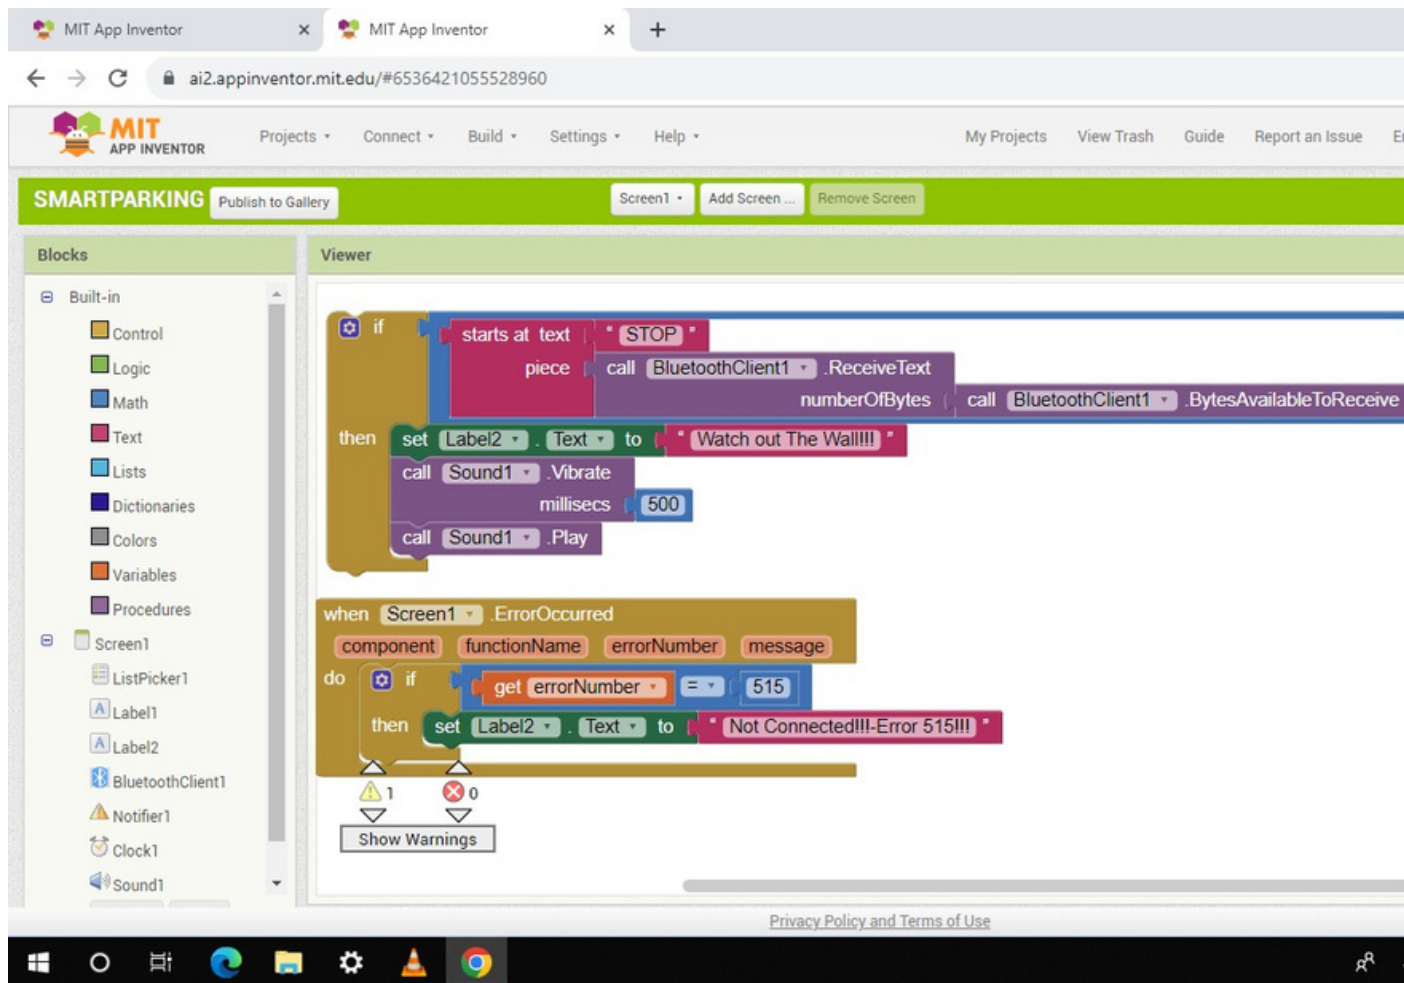 MIT App Inventor
MIT App Inventor
ai2.appinventor.mit.edu/#6536421055528960
MIT
APP INVENTOR
Projects Connect Build Settings Help My Projects View Trash Guide Report an Issue
SMARTPARKING Publish to Gallery Screen1 Add Screen ... Remove Screen
Blocks
Built-in
Control
Logic
Math
Text
Lists
Dictionaries
Colors
Variables
Procedures
Screen1
ListPicker1
Label1
Label2
BluetoothClient1
Notifier1
Clock1
Sound1
Viewer
if starts at text " STOP "
piece call BluetoothClient1 .ReceiveText
numberOfBytes call BluetoothClient1 .BytesAvailableToReceive
then set Label2 . Text to " Watch out The Wall!!! "
call Sound1 .Vibrate
millisecs 500
call Sound1 .Play
when Screen1 .ErrorOccurred
component functionName errorNumber message
do if get errorNumber = 515
then set Label2 . Text to " Not Connected!!!-Error 515!!! "
1 0
Show Warnings
Privacy Policy and Terms of Use